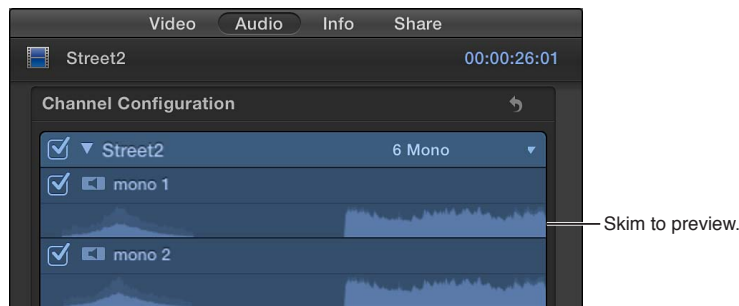 Video Audio Info Share
Street2 00:00:26:01
Channel Configuration
Street2 6 Mono
mono 1
Skim to preview.
mono 2